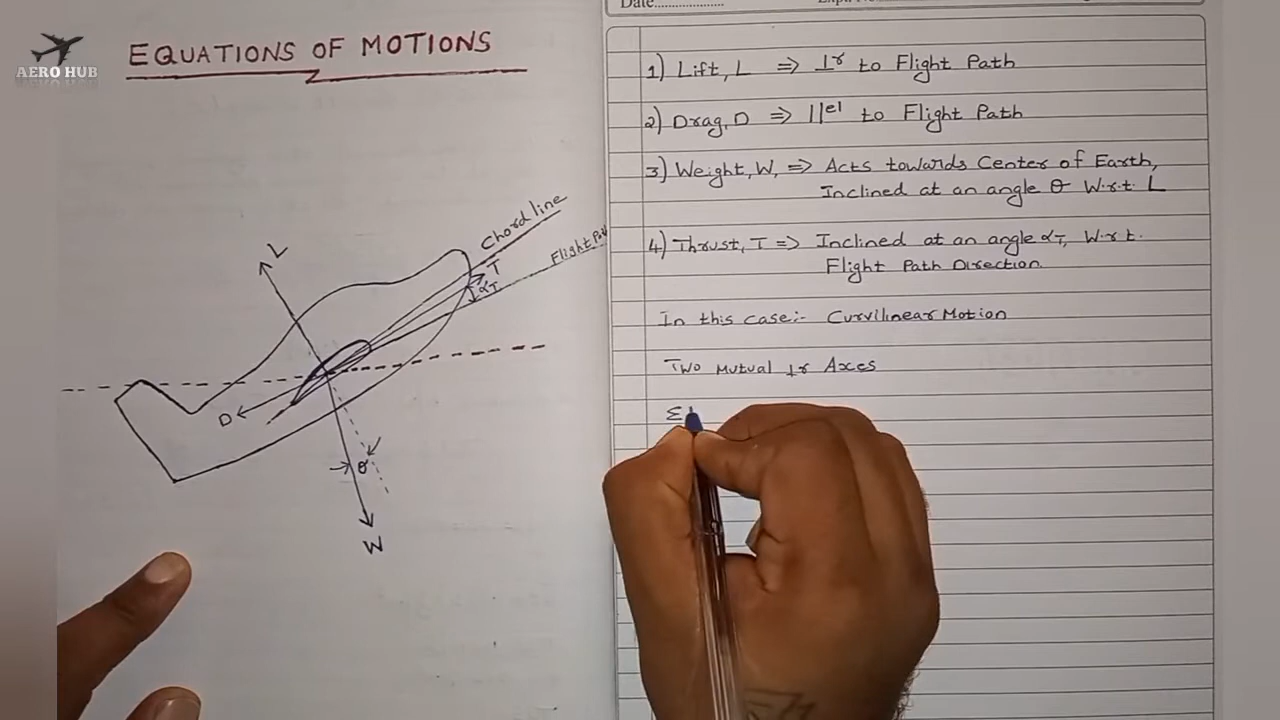 AERO HUB
EQUATIONS OF MOTIONS
L
Chord line
Flight
T
αT
D
θ
W
Date....................
1) Lift, L ⇒ ⊥r to Flight Path
2) Drag, D ⇒ ||el to Flight Path
3) Weight, W, ⇒ Acts towards Center of Earth,
Inclined at an angle θ W.r.t. L
4) Thrust, T ⇒ Inclined at an angle αT, W.r.t.
Flight Path Direction.
In this case:- Curvilinear Motion
Two Mutual ⊥r Axes
Σ